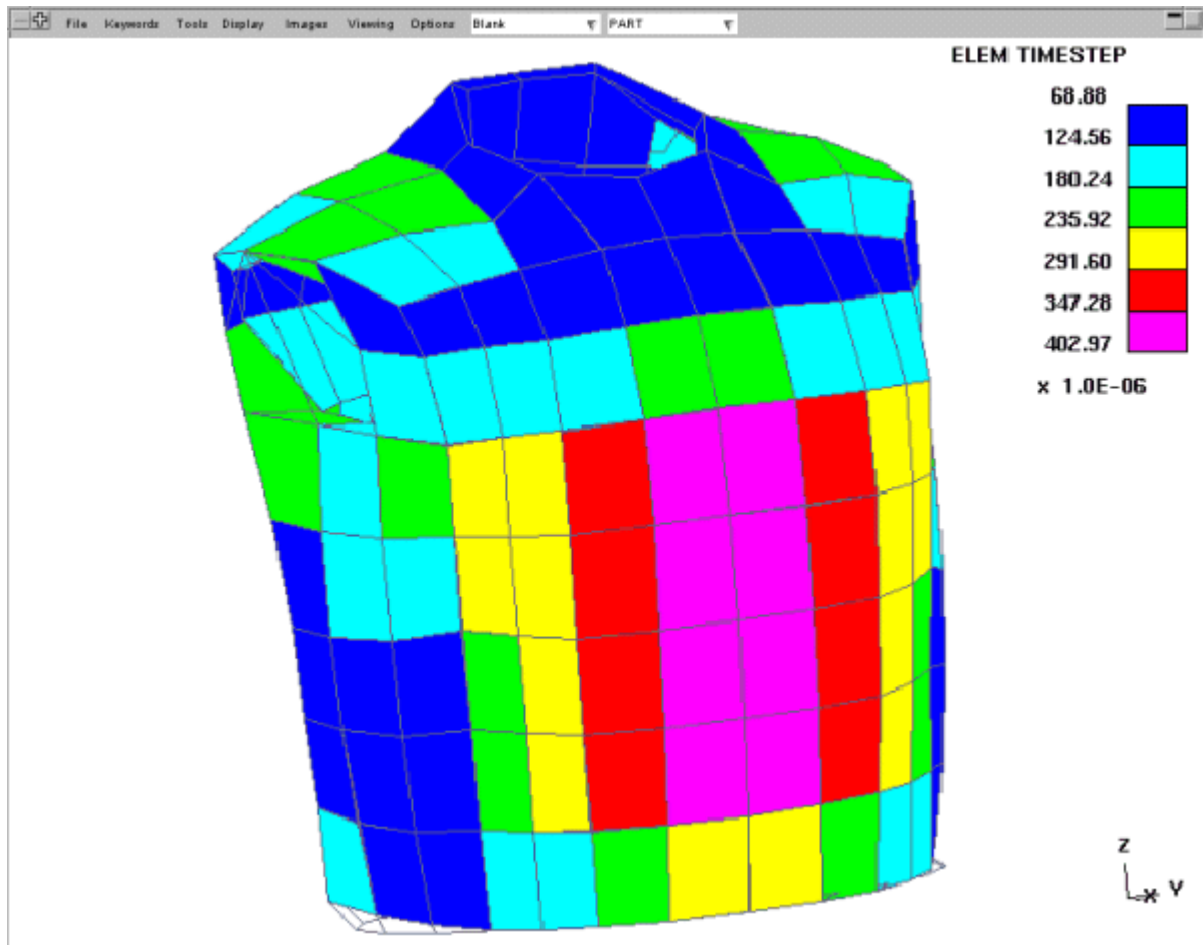 File Keywords Tools Display Images Viewing Options Blank PART
ELEM TIMESTEP
68.88
124.56
180.24
235.92
291.60
347.28
402.97
x 1.0E-06
Z
X Y